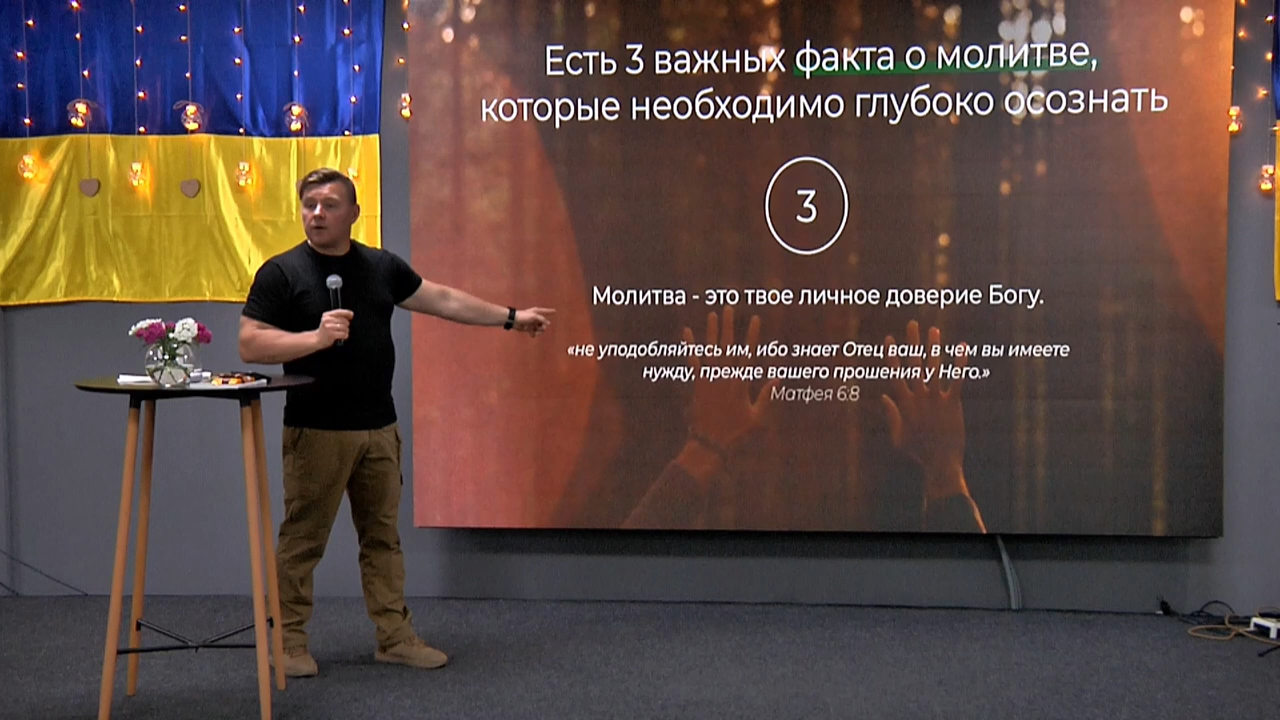 Есть 3 важных факта о молитве,
которые необходимо глубоко осознать
3
Молитва - это твое личное доверие Богу.
«не уподобляйтесь им, ибо знает Отец ваш, в чем вы имеете
нужду, прежде вашего прошения у Него.»
Матфея 6:8